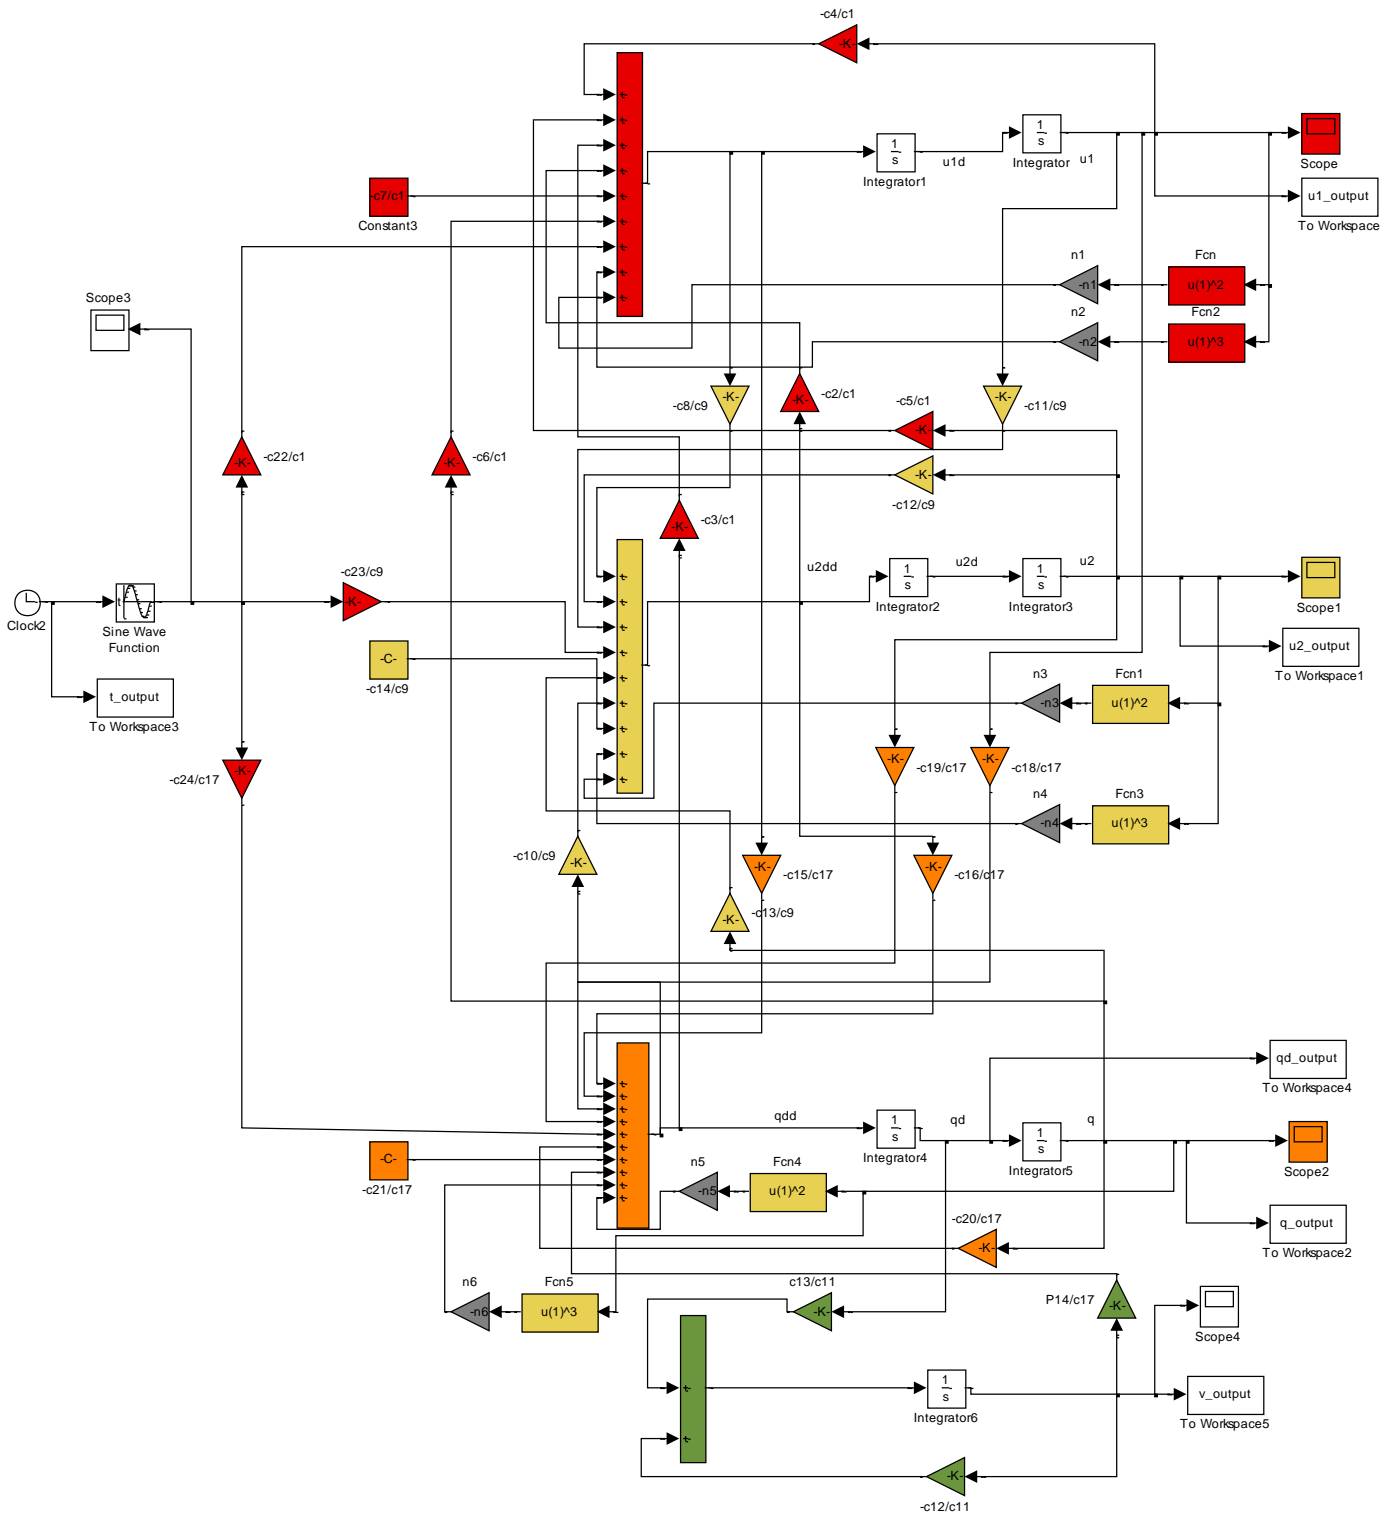 -c4/c1
-K-
1
s
u1d
Integrator1
1
s
Integrator
u1
Scope
u1_output
To Workspace
-c7/c1
Constant3
n1
-n1
Fcn
u(1)^2
n2
-n2
Fcn2
u(1)^3
Scope3
-K-
-c8/c9
-K-
-c2/c1
-c5/c1
-K-
-K-
-c11/c9
-K-
-c22/c1
-K-
-c6/c1
-K-
-c12/c9
-K-
-c3/c1
Clock2
t
Sine Wave
Function
-c23/c9
-K-
-C-
-c14/c9
t_output
To Workspace3
u2dd
1
s
Integrator2
u2d
1
s
Integrator3
u2
Scope1
u2_output
To Workspace1
n3
-n3
Fcn1
u(1)^2
n4
-n4
Fcn3
u(1)^3
-K-
-c24/c17
-K-
-c19/c17
-K-
-c18/c17
-c10/c9
-K-
-K-
-c15/c17
-K-
-c16/c17
-K-
-c13/c9
qdd
1
s
Integrator4
qd
1
s
Integrator5
q
qd_output
To Workspace4
Scope2
q_output
To Workspace2
-C-
-c21/c17
n5
-n5
Fcn4
u(1)^2
-c20/c17
-K-
n6
-n6
Fcn5
u(1)^3
c13/c11
-K-
P14/c17
-K-
Scope4
1
s
Integrator6
v_output
To Workspace5
-K-
-c12/c11